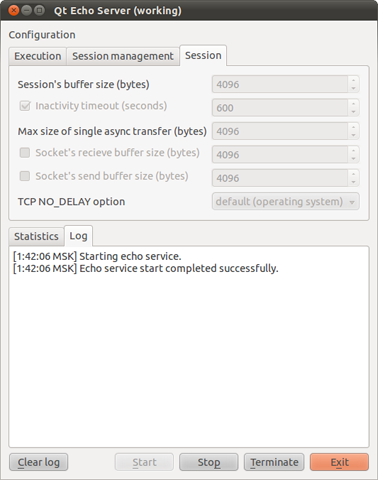 Qt Echo Server (working)
Configuration
Execution Session management Session
Session's buffer size (bytes) 4096
Inactivity timeout (seconds) 600
Max size of single async transfer (bytes) 4096
Socket's recieve buffer size (bytes) 4096
Socket's send buffer size (bytes) 4096
TCP NO_DELAY option default (operating system)
Statistics Log
[1:42:06 MSK] Starting echo service.
[1:42:06 MSK] Echo service start completed successfully.
Clear log Start Stop Terminate Exit